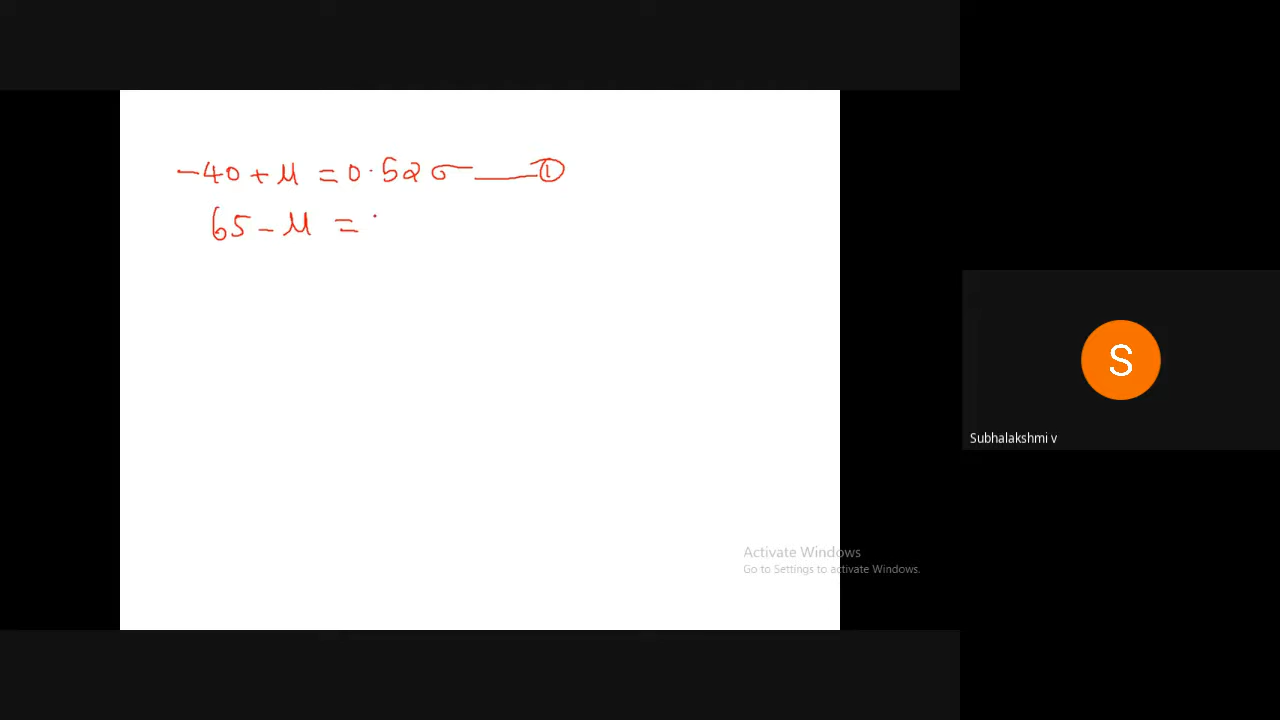 -40 + μ = 0.52σ ——— ①
65 - μ =
Subhalakshmi v
S
Activate Windows
Go to Settings to activate Windows.